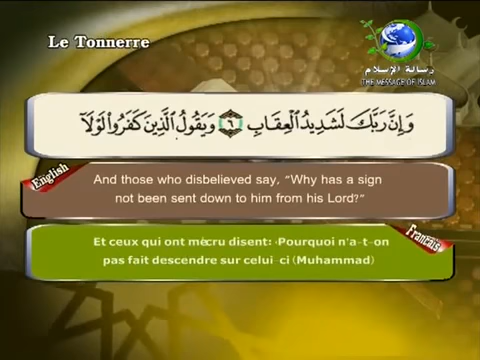 Le Tonnerre
رسالة الإسلام
THE MESSAGE OF ISLAM
وَإِنَّ رَبَّكَ لَشَدِيدُ الْعِقَابِ ٦ وَيَقُولُ الَّذِينَ كَفَرُوا لَوْلَا
English
And those who disbelieved say, "Why has a sign
not been sent down to him from his Lord?"
Français
Et ceux qui ont mécru disent: ‹Pourquoi n'a-t-on
pas fait descendre sur celui-ci (Muhammad)